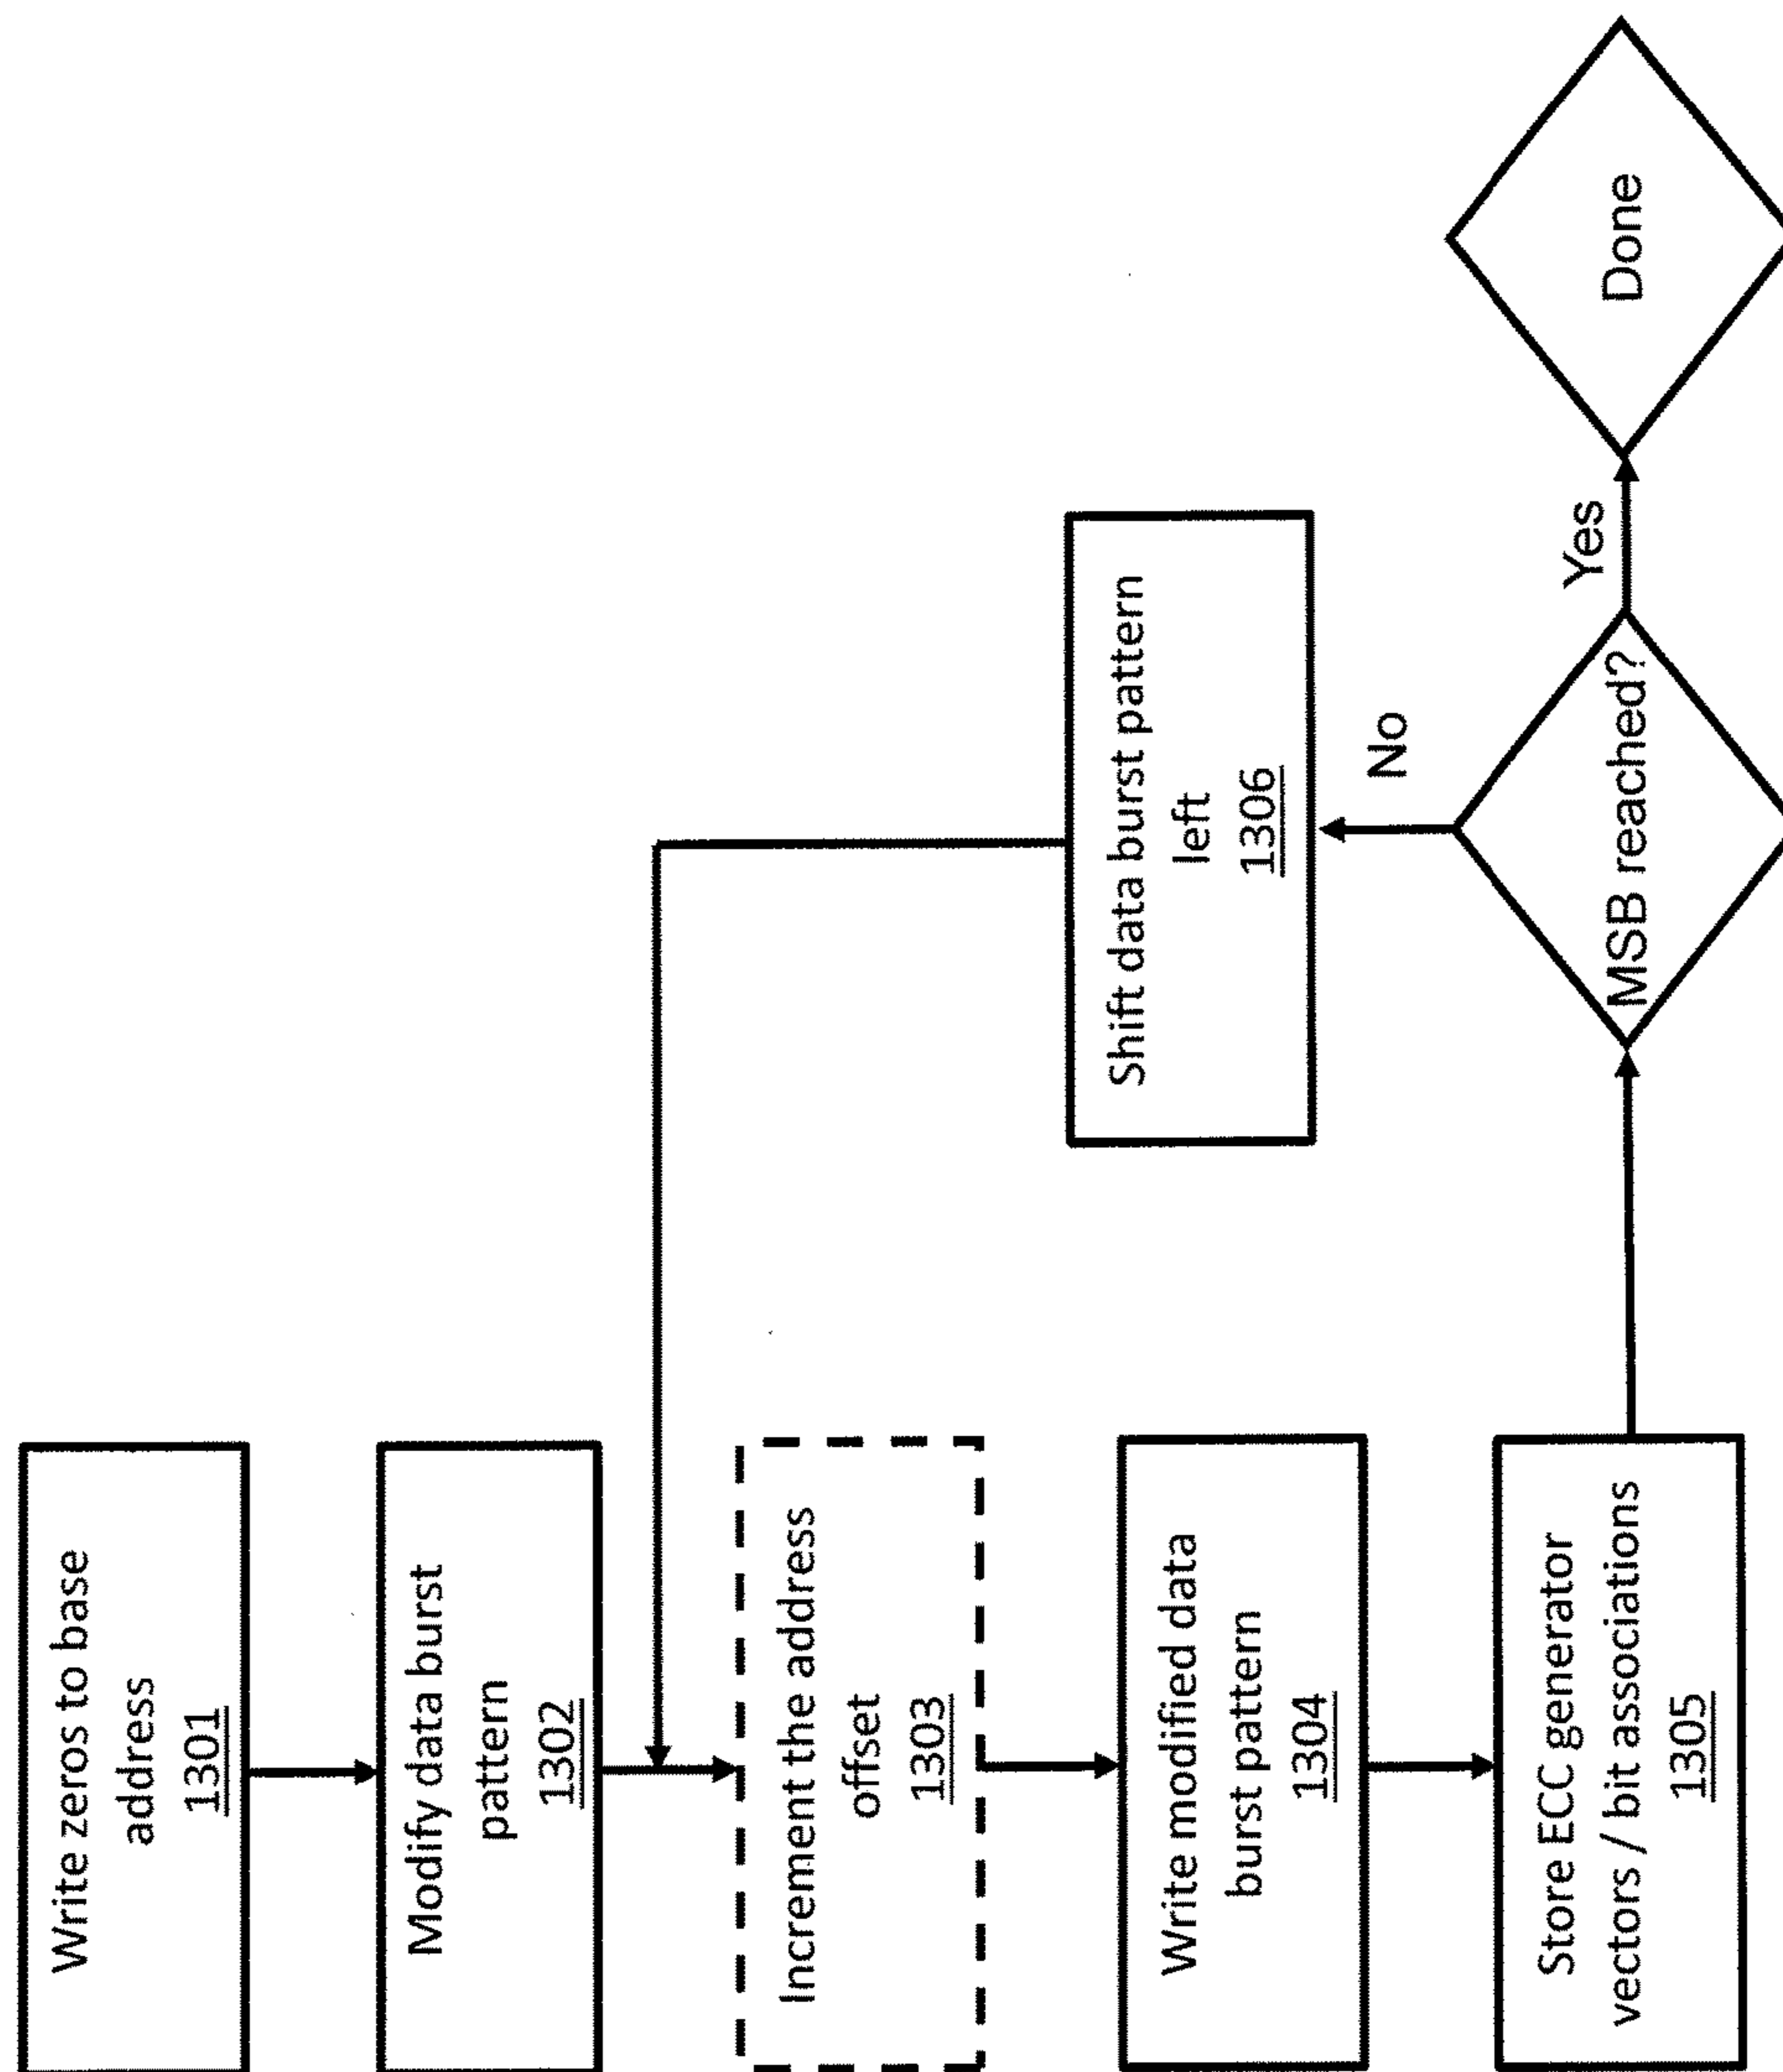 Write zeros to base
address
1301
Modify data burst
pattern
1302
Increment the address
offset
1303
Write modified data
burst pattern
1304
Store ECC generator
vectors / bit associations
1305
Shift data burst pattern
left
1306
No
MSB reached?
Yes
Done